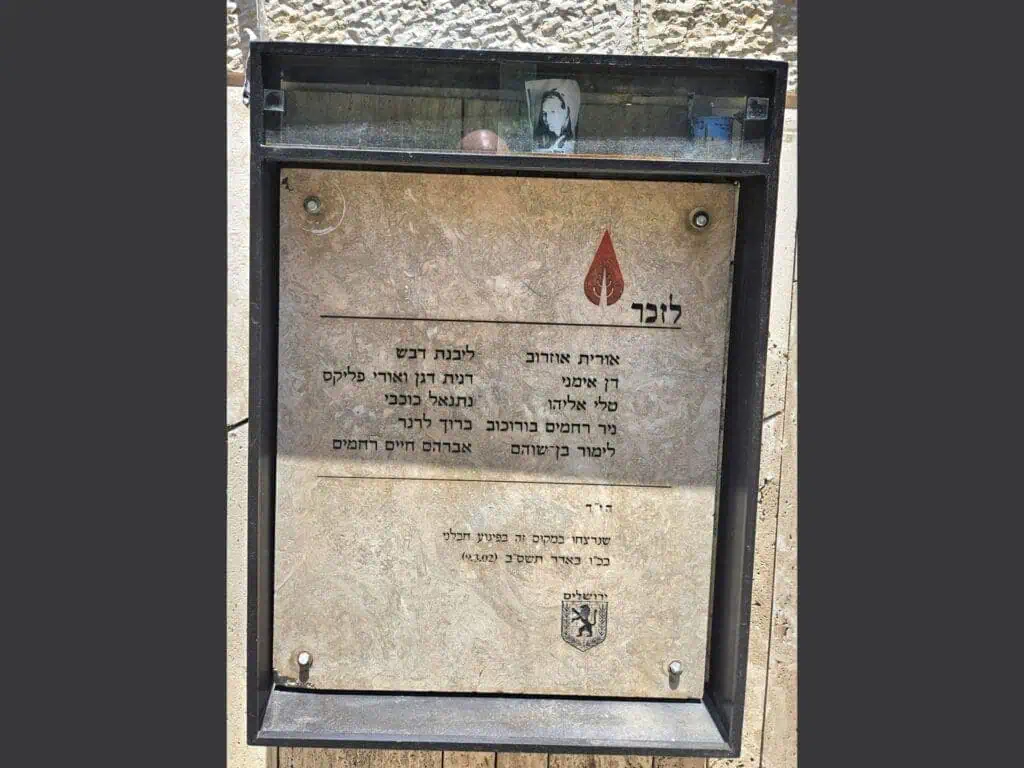 לזכר
אורית אוזרוב
דן אימני
טלי אליהו
ניר רחמים בורוכוב
לימור בן־שוהם
ליבנת דבש
דנית דגן ואורי פליקס
נתנאל כוכבי
ברוך לרנר
אברהם חיים רחמים
הי"ד
שנרצחו במקום זה בפיגוע חבלני
בכ"ו באדר תשס"ב (9.3.02)
ירושלים